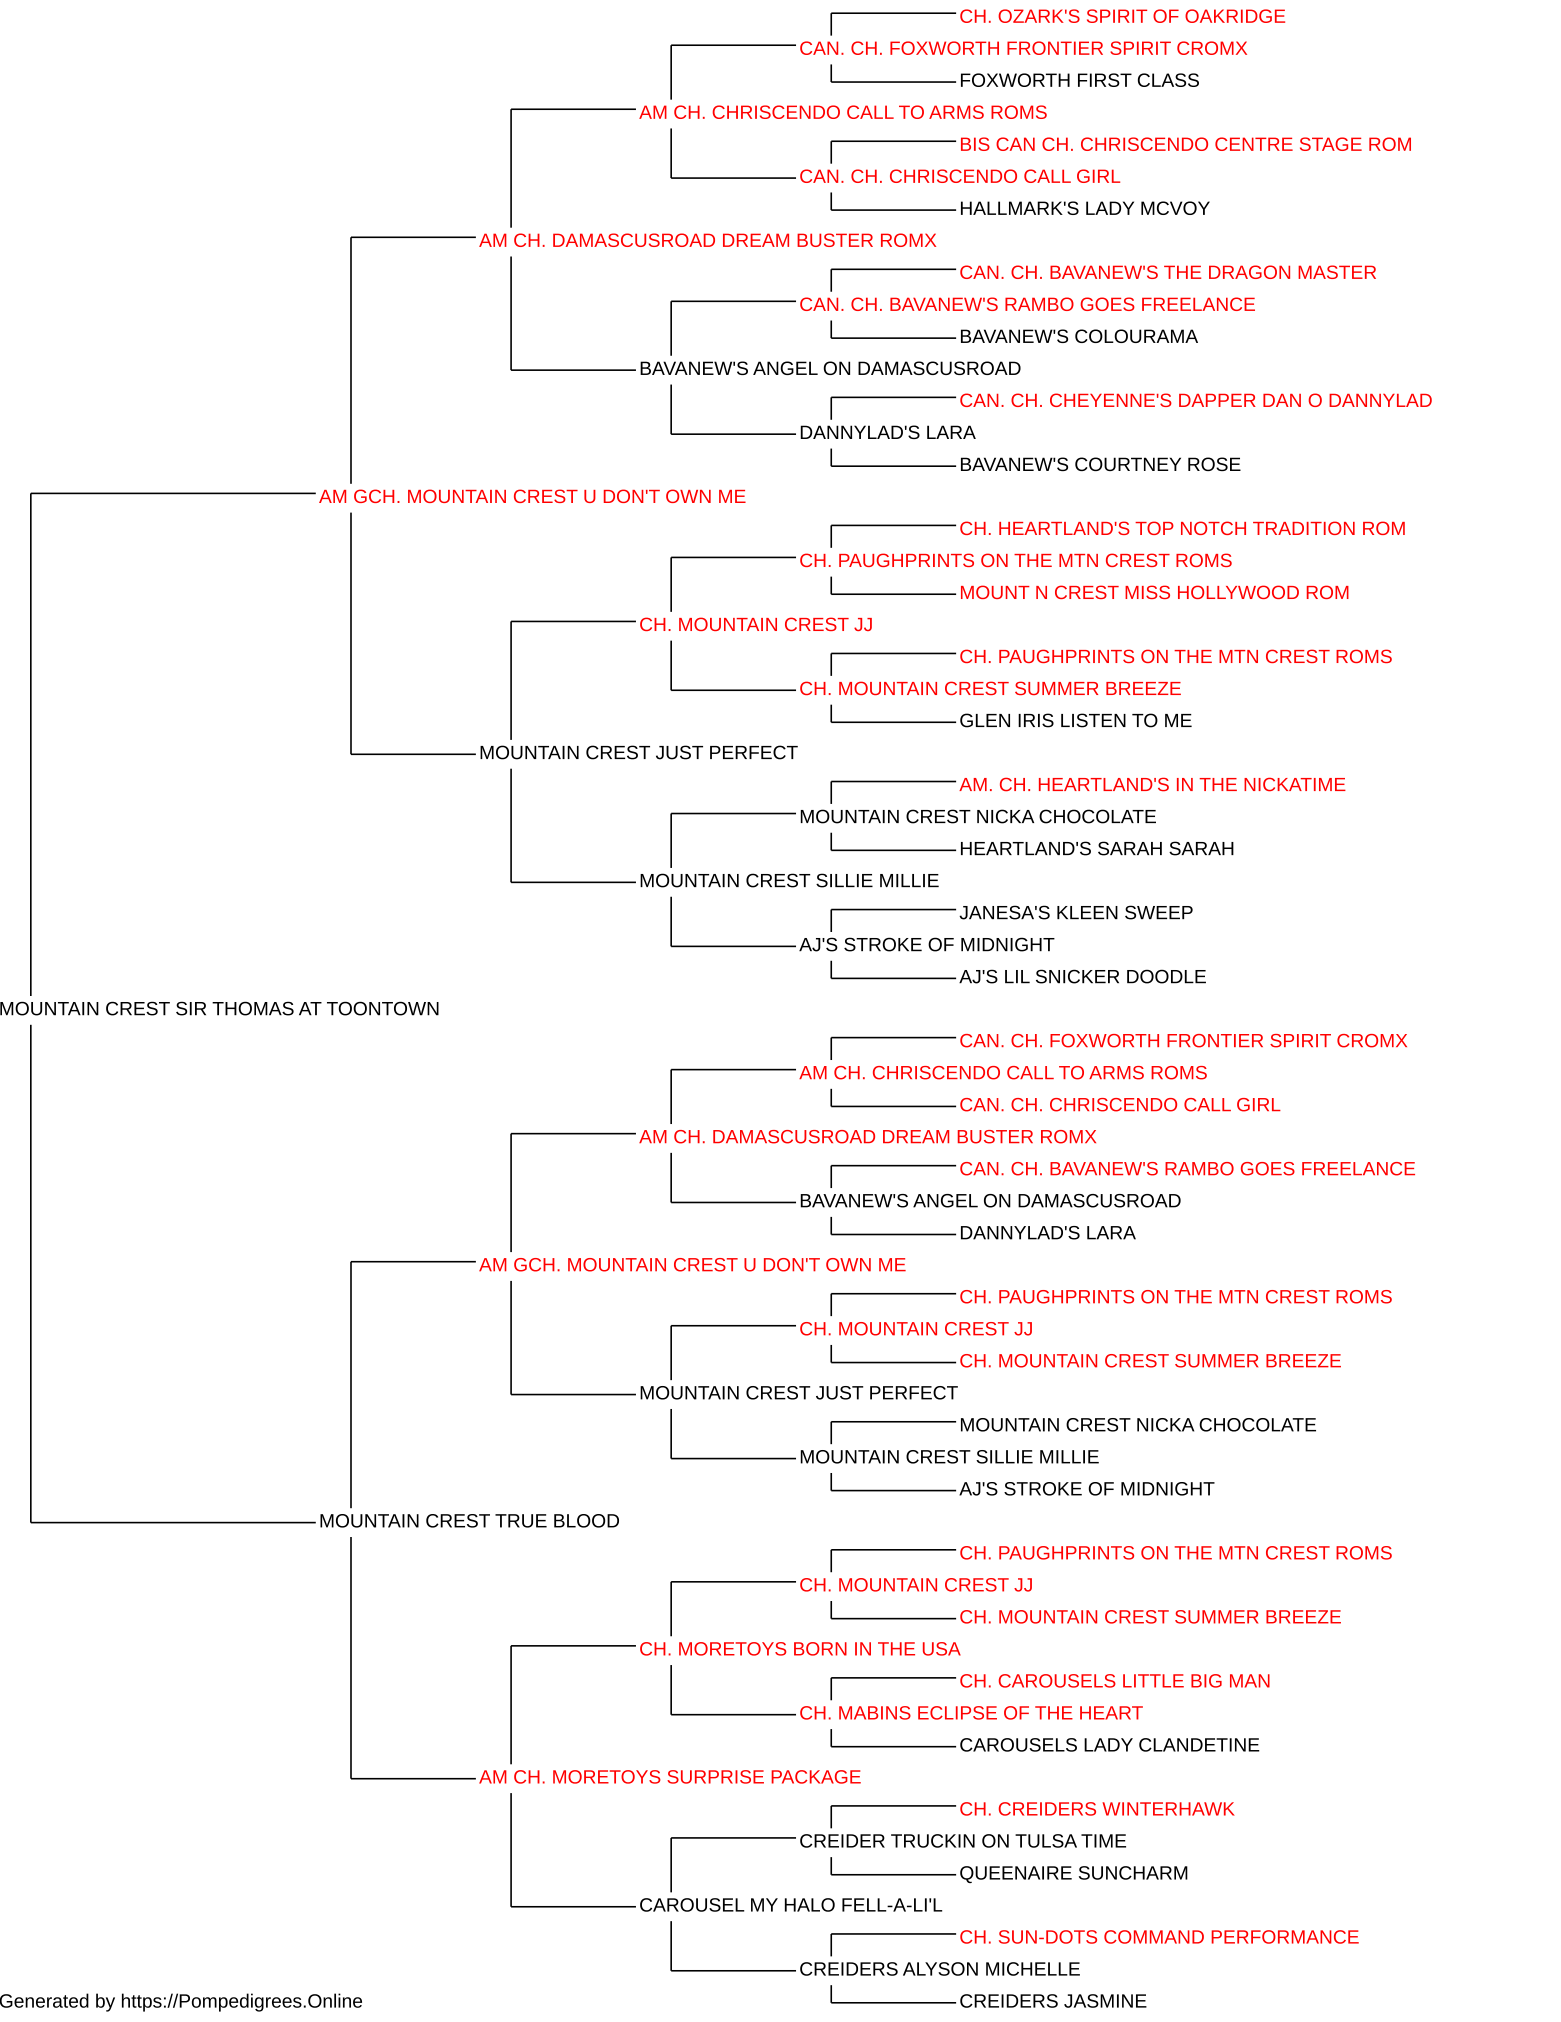 CH. OZARK'S SPIRIT OF OAKRIDGE
CAN. CH. FOXWORTH FRONTIER SPIRIT CROMX
FOXWORTH FIRST CLASS
AM CH. CHRISCENDO CALL TO ARMS ROMS
BIS CAN CH. CHRISCENDO CENTRE STAGE ROM
CAN. CH. CHRISCENDO CALL GIRL
HALLMARK'S LADY MCVOY
AM CH. DAMASCUSROAD DREAM BUSTER ROMX
CAN. CH. BAVANEW'S THE DRAGON MASTER
CAN. CH. BAVANEW'S RAMBO GOES FREELANCE
BAVANEW'S COLOURAMA
BAVANEW'S ANGEL ON DAMASCUSROAD
CAN. CH. CHEYENNE'S DAPPER DAN O DANNYLAD
DANNYLAD'S LARA
BAVANEW'S COURTNEY ROSE
AM GCH. MOUNTAIN CREST U DON'T OWN ME
CH. HEARTLAND'S TOP NOTCH TRADITION ROM
CH. PAUGHPRINTS ON THE MTN CREST ROMS
MOUNT N CREST MISS HOLLYWOOD ROM
CH. MOUNTAIN CREST JJ
CH. PAUGHPRINTS ON THE MTN CREST ROMS
CH. MOUNTAIN CREST SUMMER BREEZE
GLEN IRIS LISTEN TO ME
MOUNTAIN CREST JUST PERFECT
AM. CH. HEARTLAND'S IN THE NICKATIME
MOUNTAIN CREST NICKA CHOCOLATE
HEARTLAND'S SARAH SARAH
MOUNTAIN CREST SILLIE MILLIE
JANESA'S KLEEN SWEEP
AJ'S STROKE OF MIDNIGHT
AJ'S LIL SNICKER DOODLE
MOUNTAIN CREST SIR THOMAS AT TOONTOWN
CAN. CH. FOXWORTH FRONTIER SPIRIT CROMX
AM CH. CHRISCENDO CALL TO ARMS ROMS
CAN. CH. CHRISCENDO CALL GIRL
AM CH. DAMASCUSROAD DREAM BUSTER ROMX
CAN. CH. BAVANEW'S RAMBO GOES FREELANCE
BAVANEW'S ANGEL ON DAMASCUSROAD
DANNYLAD'S LARA
AM GCH. MOUNTAIN CREST U DON'T OWN ME
CH. PAUGHPRINTS ON THE MTN CREST ROMS
CH. MOUNTAIN CREST JJ
CH. MOUNTAIN CREST SUMMER BREEZE
MOUNTAIN CREST JUST PERFECT
MOUNTAIN CREST NICKA CHOCOLATE
MOUNTAIN CREST SILLIE MILLIE
AJ'S STROKE OF MIDNIGHT
MOUNTAIN CREST TRUE BLOOD
CH. PAUGHPRINTS ON THE MTN CREST ROMS
CH. MOUNTAIN CREST JJ
CH. MOUNTAIN CREST SUMMER BREEZE
CH. MORETOYS BORN IN THE USA
CH. CAROUSELS LITTLE BIG MAN
CH. MABINS ECLIPSE OF THE HEART
CAROUSELS LADY CLANDETINE
AM CH. MORETOYS SURPRISE PACKAGE
CH. CREIDERS WINTERHAWK
CREIDER TRUCKIN ON TULSA TIME
QUEENAIRE SUNCHARM
CAROUSEL MY HALO FELL-A-LI'L
CH. SUN-DOTS COMMAND PERFORMANCE
CREIDERS ALYSON MICHELLE
CREIDERS JASMINE
Generated by https://Pompedigrees.Online